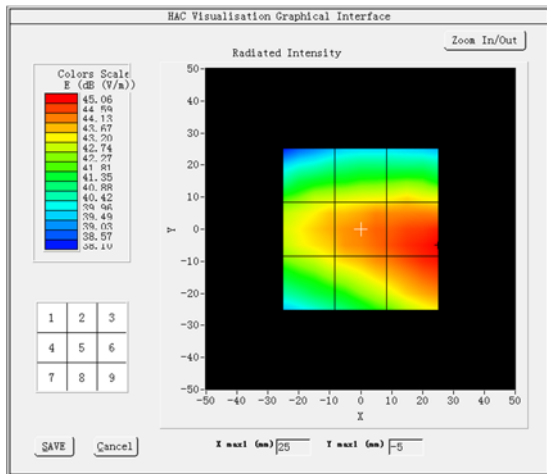 HAC Visualisation Graphical Interface
Zoom In/Out
Radiated Intensity
Colors Scale
E (dB (V/m))
45.06
44.59
44.13
43.67
43.20
42.74
42.27
41.81
41.35
40.88
40.42
39.96
39.49
39.03
38.57
38.10
50
40
30
20
10
0
-10
-20
-30
-40
-50
Y
-50 -40 -30 -20 -10 0 10 20 30 40 50
X
1 2 3
4 5 6
7 8 9
SAVE
Cancel
X max1 (mm) 25
Y max1 (mm) -5